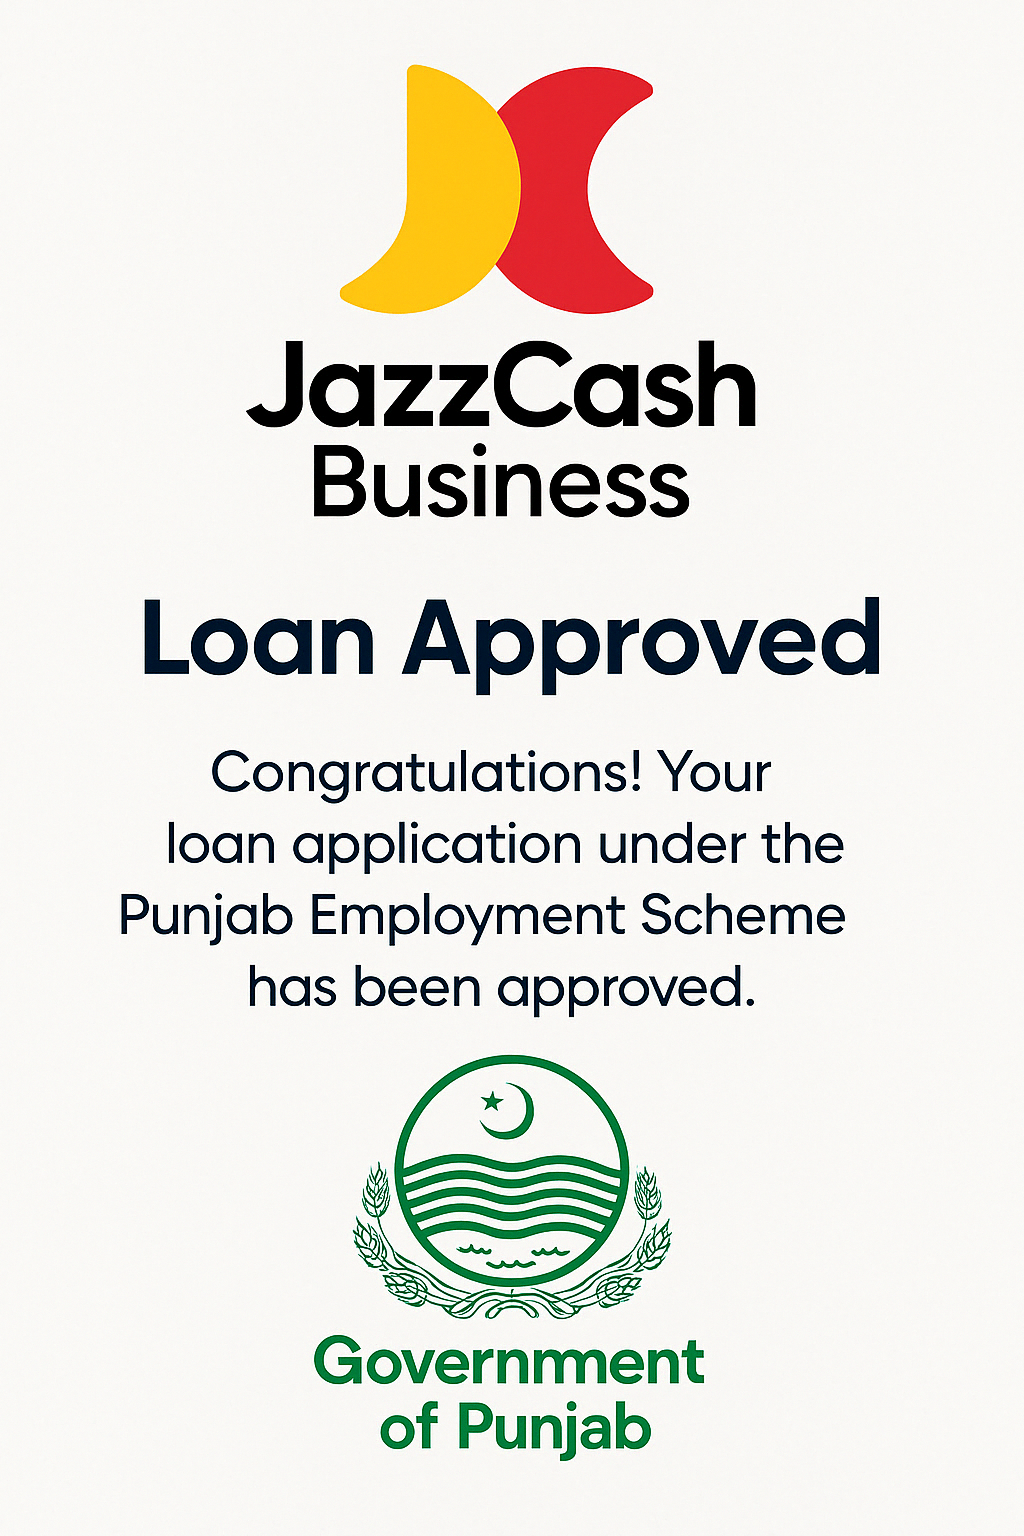 JazzCash
Business
Loan Approved
Congratulations! Your
loan application under the
Punjab Employment Scheme
has been approved.
Government
of Punjab